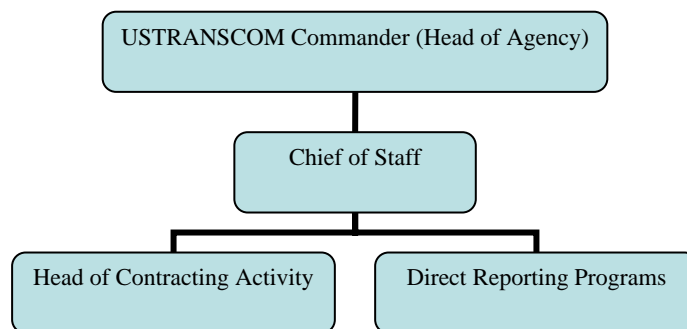 USTRANSCOM Commander (Head of Agency)
Chief of Staff
Head of Contracting Activity
Direct Reporting Programs